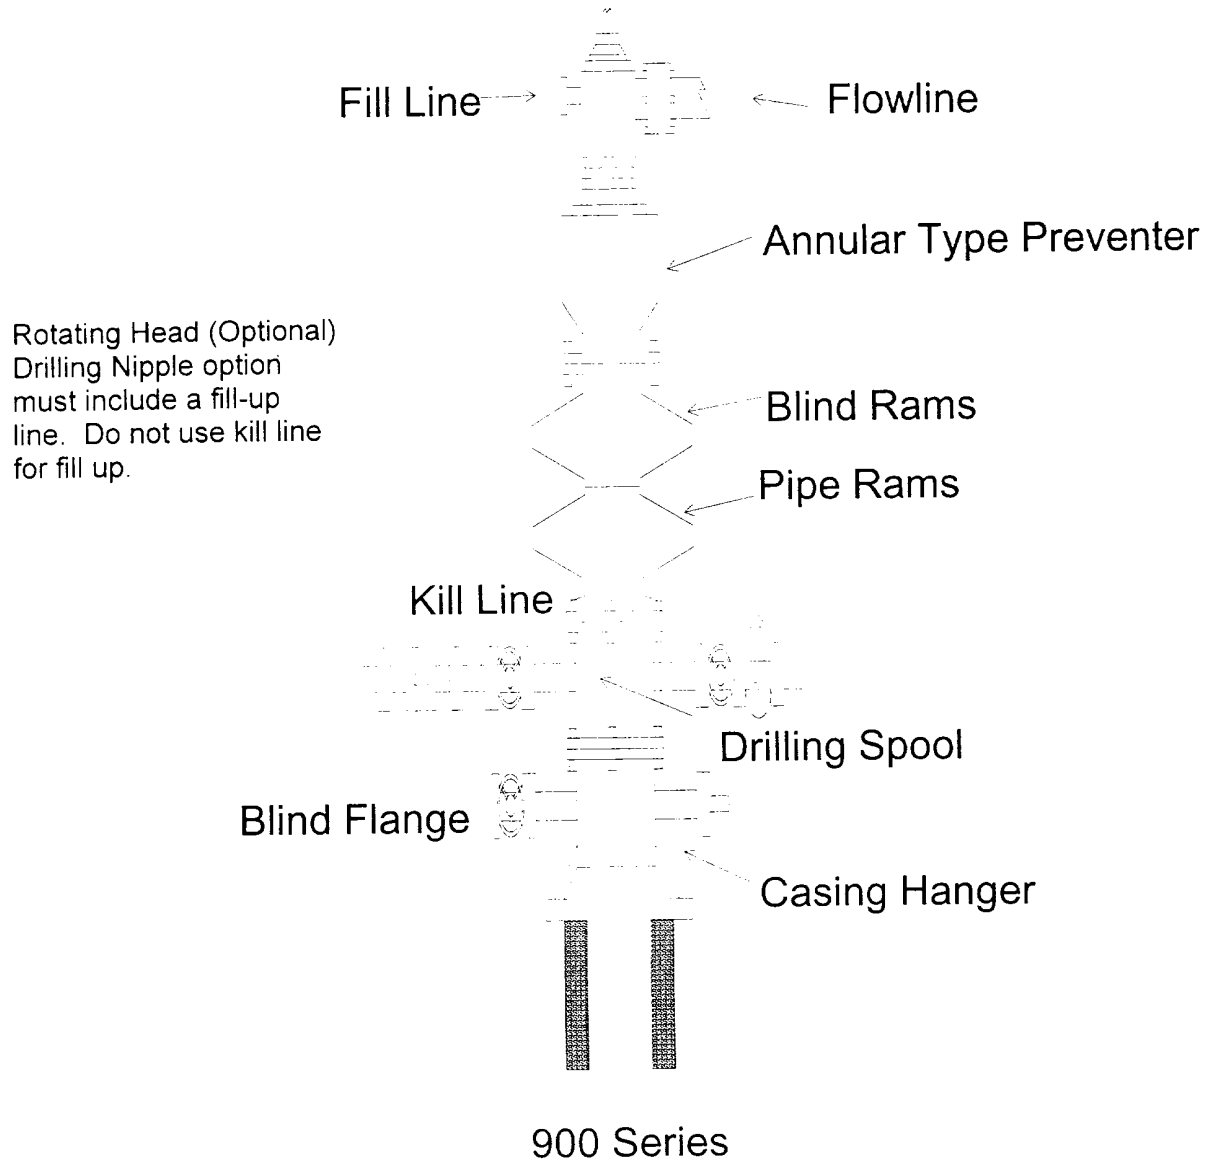 Fill Line
Flowline
Annular Type Preventer
Rotating Head (Optional)
Drilling Nipple option
must include a fill-up
line. Do not use kill line
for fill up.
Blind Rams
Pipe Rams
Kill Line
Drilling Spool
Blind Flange
Casing Hanger
900 Series